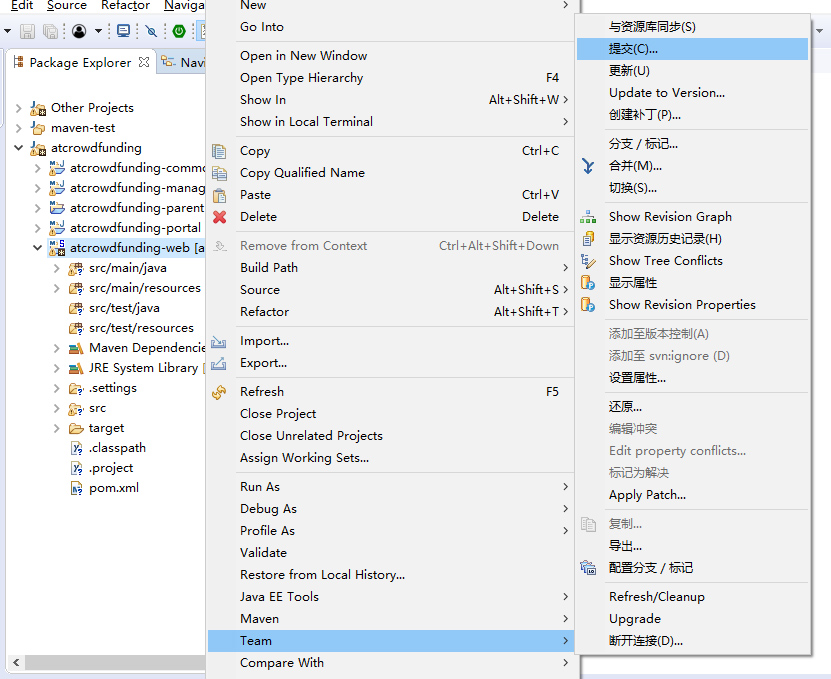 Edit Source Refactor Naviga
Package Explorer Navi
Other Projects
maven-test
atcrowdfunding
atcrowdfunding-commo
atcrowdfunding-manag
atcrowdfunding-parent
atcrowdfunding-portal
atcrowdfunding-web [a
src/main/java
src/main/resources
src/test/java
src/test/resources
Maven Dependencie
JRE System Library [
.settings
src
target
.classpath
.project
pom.xml
New
Go Into
Open in New Window
Open Type Hierarchy F4
Show In Alt+Shift+W
Show in Local Terminal
Copy Ctrl+C
Copy Qualified Name
Paste Ctrl+V
Delete Delete
Remove from Context Ctrl+Alt+Shift+Down
Build Path
Source Alt+Shift+S
Refactor Alt+Shift+T
Import...
Export...
Refresh F5
Close Project
Close Unrelated Projects
Assign Working Sets...
Run As
Debug As
Profile As
Validate
Restore from Local History...
Java EE Tools
Maven
Team
Compare With
与资源库同步(S)
提交(C)...
更新(U)
Update to Version...
创建补丁(P)...
分支 / 标记...
合并(M)...
切换(S)...
Show Revision Graph
显示资源历史记录(H)
Show Tree Conflicts
显示属性
Show Revision Properties
添加至版本控制(A)
添加至 svn:ignore (D)
设置属性...
还原...
编辑冲突
Edit property conflicts...
标记为解决
Apply Patch...
复制...
导出...
配置分支 / 标记
Refresh/Cleanup
Upgrade
断开连接(D)...